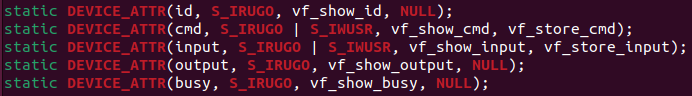 static DEVICE_ATTR(id, S_IRUGO, vf_show_id, NULL);
static DEVICE_ATTR(cmd, S_IRUGO | S_IWUSR, vf_show_cmd, vf_store_cmd);
static DEVICE_ATTR(input, S_IRUGO | S_IWUSR, vf_show_input, vf_store_input);
static DEVICE_ATTR(output, S_IRUGO, vf_show_output, NULL);
static DEVICE_ATTR(busy, S_IRUGO, vf_show_busy, NULL);